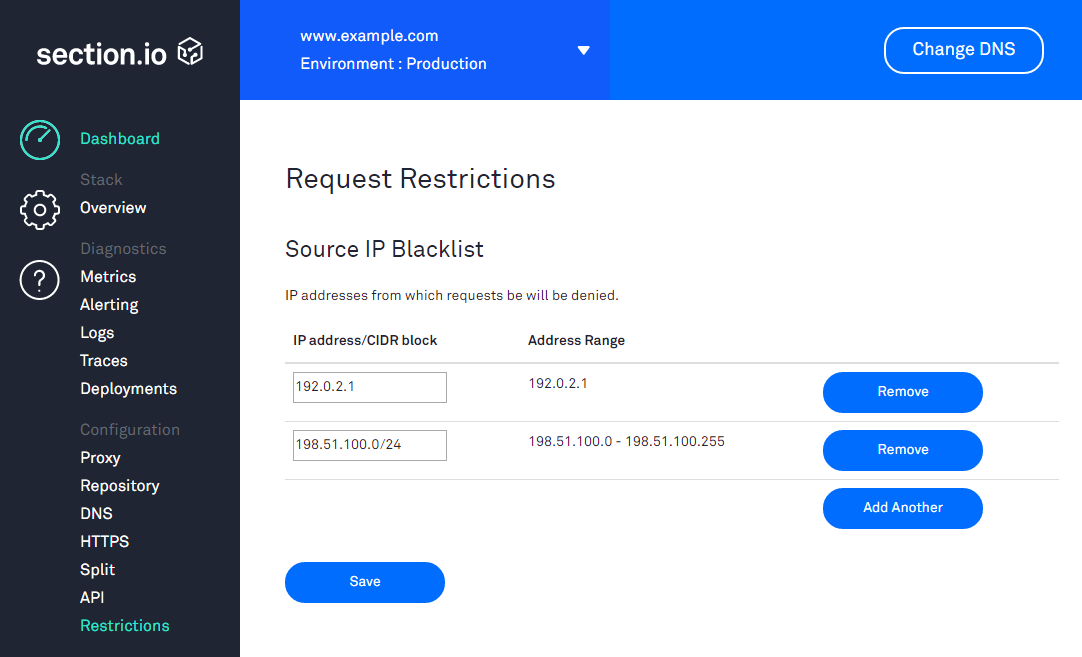 section.io
www.example.com
Environment : Production
Change DNS
Dashboard
Stack
Overview
Diagnostics
Metrics
Alerting
Logs
Traces
Deployments
Configuration
Proxy
Repository
DNS
HTTPS
Split
API
Restrictions
Request Restrictions
Source IP Blacklist
IP addresses from which requests be will be denied.
IP address/CIDR block Address Range
192.0.2.1 192.0.2.1 Remove
198.51.100.0/24 198.51.100.0 - 198.51.100.255 Remove
Add Another
Save
?